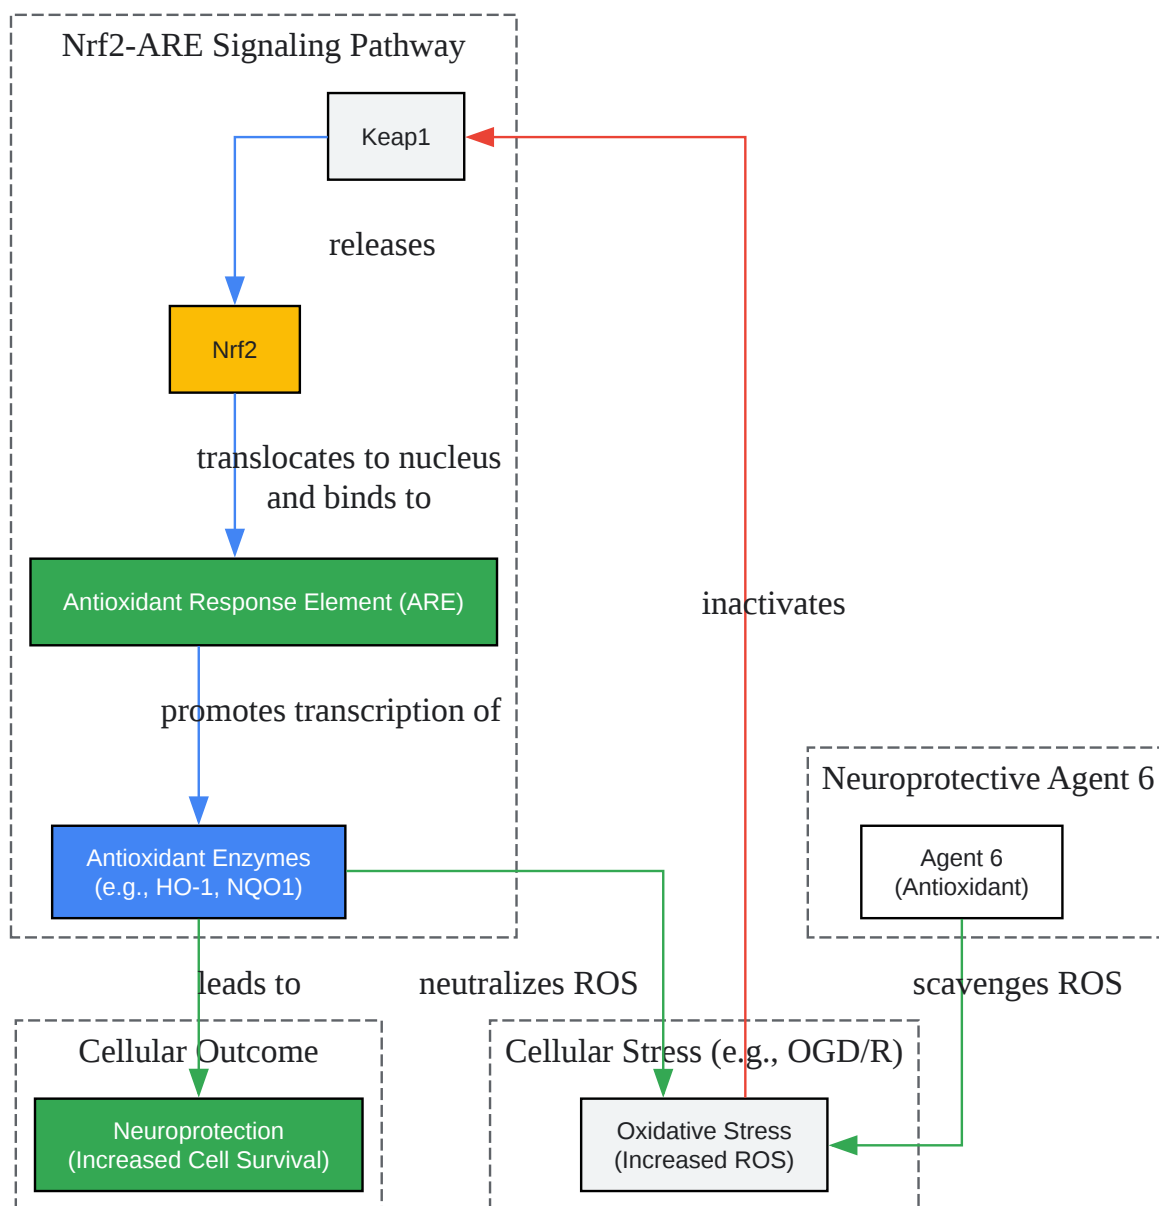 Nrf2-ARE Signaling Pathway
Keap1
releases
Nrf2
translocates to nucleus
and binds to
Antioxidant Response Element (ARE)
inactivates
promotes transcription of
Neuroprotective Agent 6
Antioxidant Enzymes
(e.g., HO-1, NQO1)
Agent 6
(Antioxidant)
leads to
neutralizes ROS
scavenges ROS
Cellular Outcome
Cellular Stress (e.g., OGD/R)
Neuroprotection
(Increased Cell Survival)
Oxidative Stress
(Increased ROS)